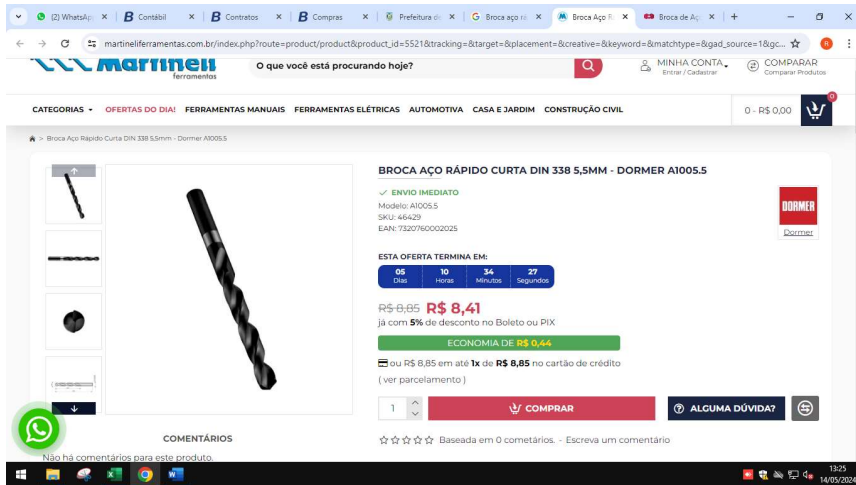 (2) WhatsAp
Contábil
Contratos
Compras
Prefeitura d
Broca aço rá
Broca Aço R
Broca de Aç
martineliferramentas.com.br/index.php?route=product/product&product_id=5521&tracking=&target=&placement=&creative=&keyword=&matchtype=&gad_source=1&gc...
Martineli
ferramentas
O que você está procurando hoje?
MINHA CONTA
Entrar / Cadastrar
COMPARAR
Comparar Produtos
CATEGORIAS OFERTAS DO DIA! FERRAMENTAS MANUAIS FERRAMENTAS ELÉTRICAS AUTOMOTIVA CASA E JARDIM CONSTRUÇÃO CIVIL
0 - R$ 0,00
0
> Broca Aço Rápido Curta DIN 338 5,5mm - Dormer A1005.5
BROCA AÇO RÁPIDO CURTA DIN 338 5,5MM - DORMER A1005.5
ENVIO IMEDIATO
Modelo: A1005.5
SKU: 46429
EAN: 7320760002025
DORMER
Dormer
ESTA OFERTA TERMINA EM:
05 10 34 27
Dias Horas Minutos Segundos
R$ 8,85 R$ 8,41
já com 5% de desconto no Boleto ou PIX
ECONOMIA DE R$ 0,44
ou R$ 8,85 em até 1x de R$ 8,85 no cartão de crédito
( ver parcelamento )
1
COMPRAR
ALGUMA DÚVIDA?
Baseada em 0 cometários. - Escreva um comentário
COMENTÁRIOS
Não há comentários para este produto.
13:25
14/05/2024